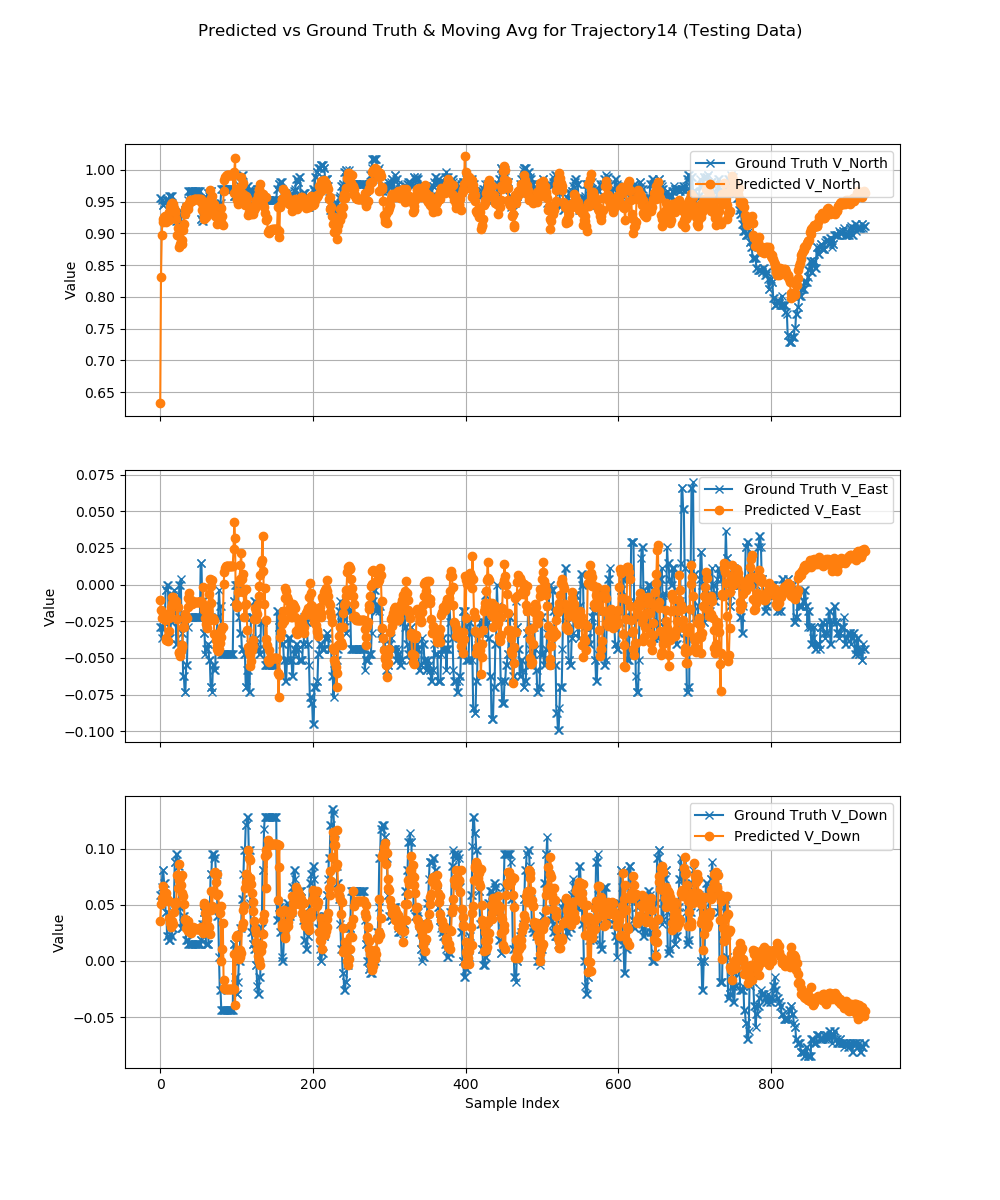 Predicted vs Ground Truth & Moving Avg for Trajectory14 (Testing Data)
1.00
0.95
0.90
0.85
0.80
0.75
0.70
0.65
Value
Ground Truth V_North
Predicted V_North
0.075
0.050
0.025
0.000
−0.025
−0.050
−0.075
−0.100
Value
Ground Truth V_East
Predicted V_East
0.10
0.05
0.00
−0.05
Value
Ground Truth V_Down
Predicted V_Down
0 200 400 600 800
Sample Index